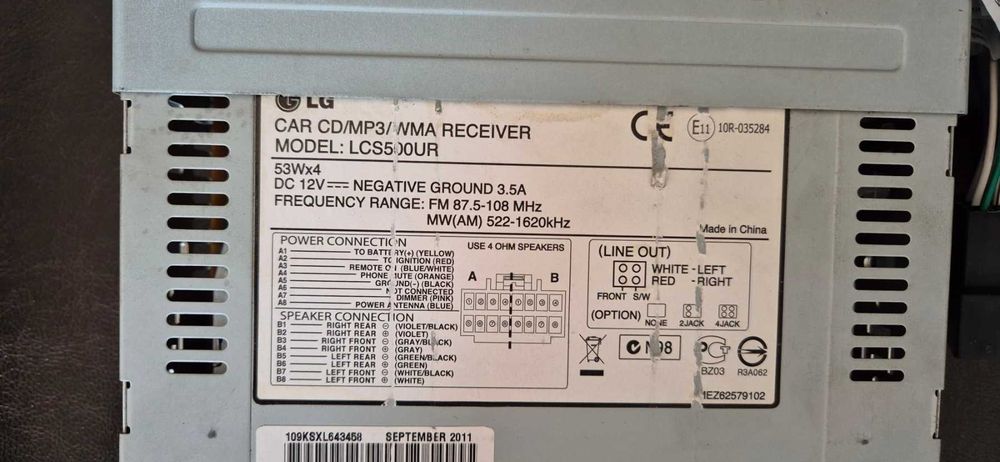 LG
CAR CD/MP3/WMA RECEIVER
MODEL: LCS500UR
CE E11 10R-035284
53Wx4
DC 12V NEGATIVE GROUND 3.5A
FREQUENCY RANGE: FM 87.5-108 MHz
MW(AM) 522-1620kHz
Made in China
POWER CONNECTION
A1 TO BATTERY(+) (YELLOW)
A2 TO IGNITION (RED)
A3 REMOTE ON (BLUE/WHITE)
A4 PHONE MUTE (ORANGE)
A5 GROUND(-) (BLACK)
A6 NOT CONNECTED
A7 DIMMER (PINK)
A8 POWER ANTENNA (BLUE)
SPEAKER CONNECTION
B1 RIGHT REAR ⊖ (VIOLET/BLACK)
B2 RIGHT REAR ⊕ (VIOLET)
B3 RIGHT FRONT ⊖ (GRAY/BLACK)
B4 RIGHT FRONT ⊕ (GRAY)
B5 LEFT REAR ⊖ (GREEN/BLACK)
B6 LEFT REAR ⊕ (GREEN)
B7 LEFT FRONT ⊖ (WHITE/BLACK)
B8 LEFT FRONT ⊕ (WHITE)
USE 4 OHM SPEAKERS
A B
(LINE OUT)
WHITE - LEFT
RED - RIGHT
FRONT S/W
(OPTION)
NONE 2JACK 4JACK
N98
BZ03
R3A062
MEZ62579102
109KSXL643458 SEPTEMBER 2011